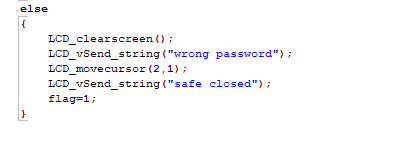 else
{
LCD_clearscreen();
LCD_vSend_string("wrong password");
LCD_movecursor(2,1);
LCD_vSend_string("safe closed");
flag=1;
}